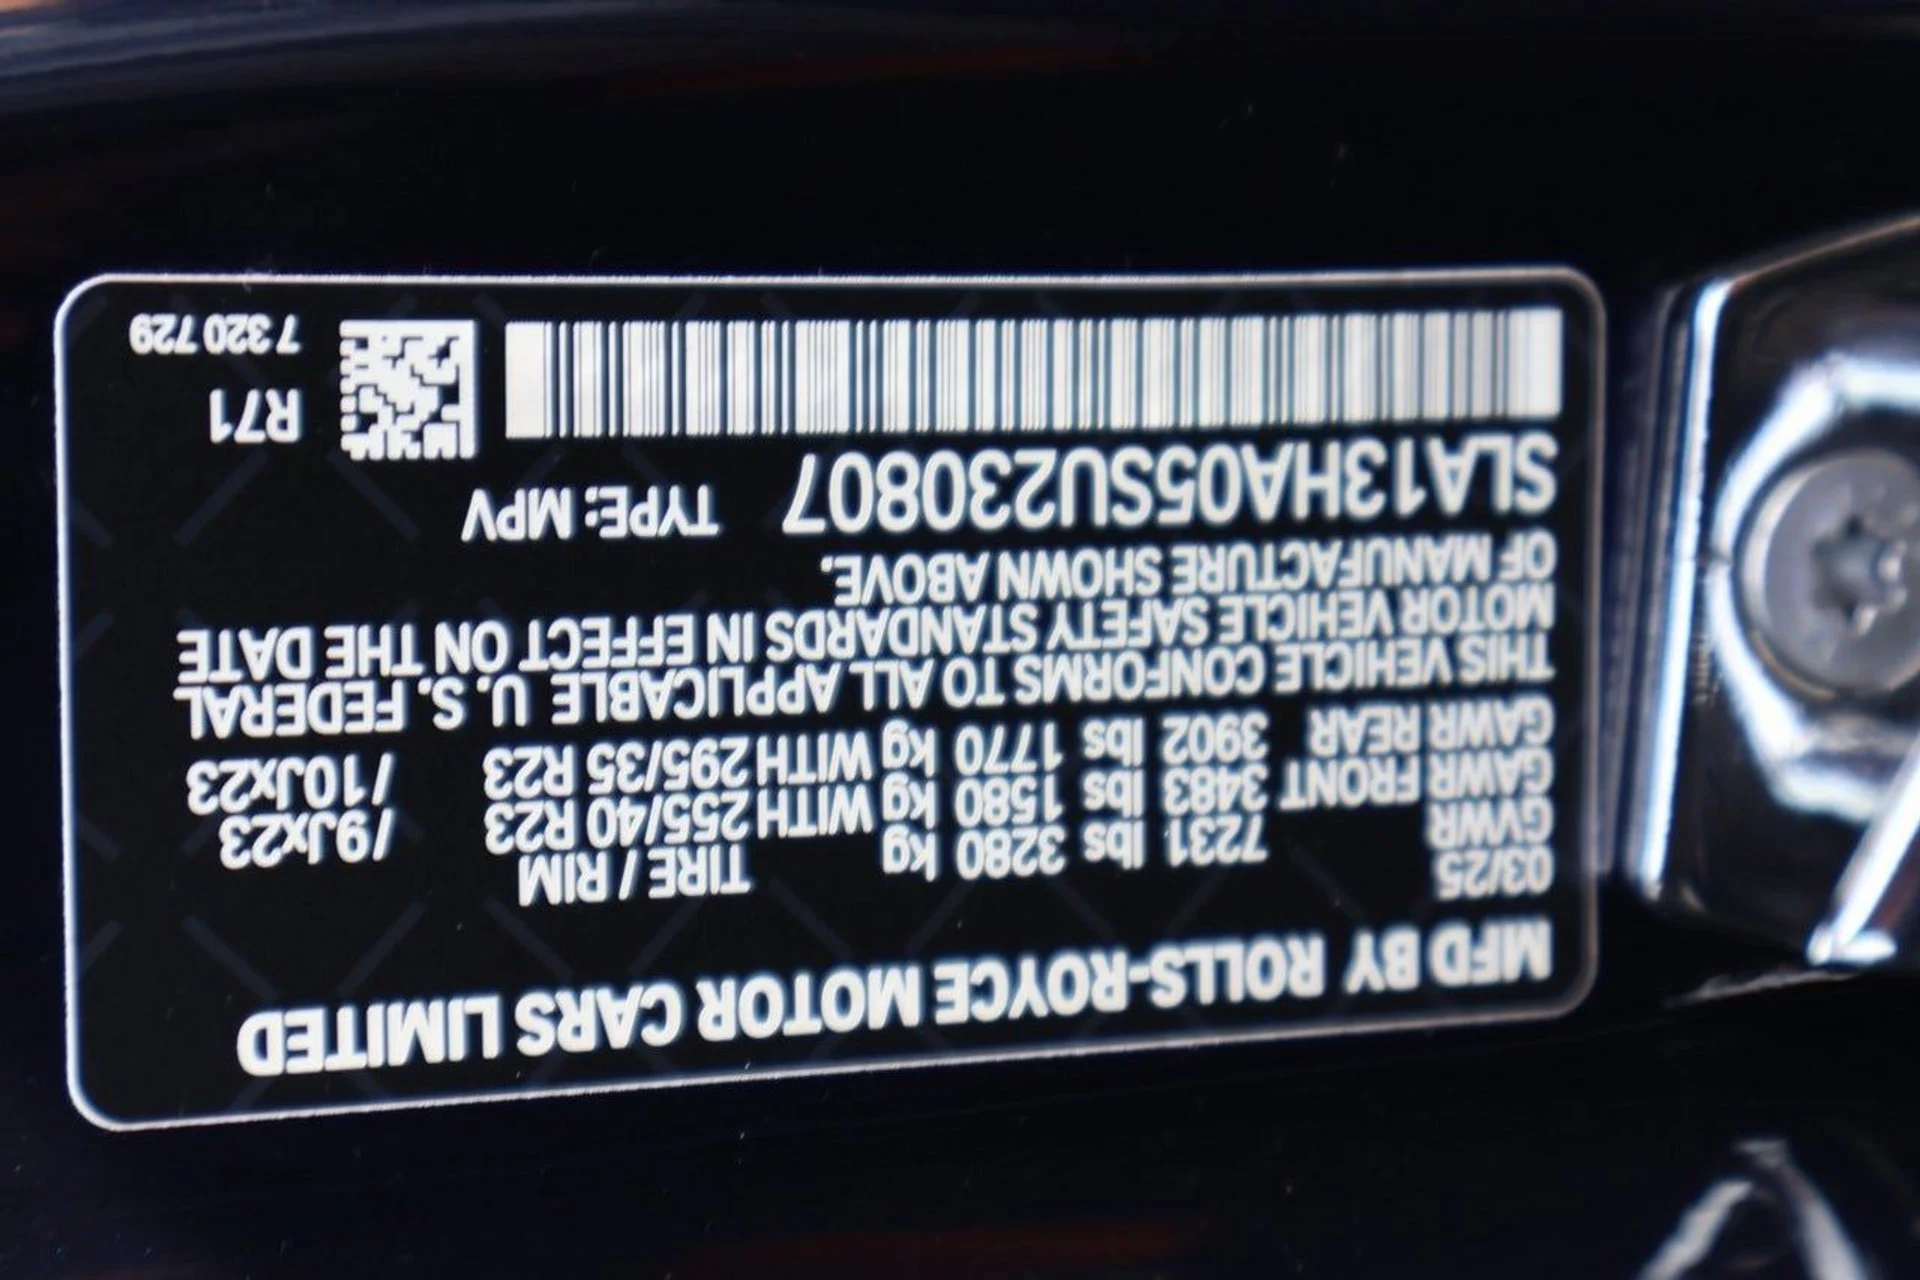 MFD BY ROLLS-ROYCE MOTOR CARS LIMITED
03/25 TIRE / RIM
GVWR 7231 lbs 3280 kg
GAWR FRONT 3483 lbs 1580 kg WITH 255/40 R23 /9Jx23
GAWR REAR 3902 lbs 1770 kg WITH 295/35 R23 /10Jx23
THIS VEHICLE CONFORMS TO ALL APPLICABLE U. S. FEDERAL
MOTOR VEHICLE SAFETY STANDARDS IN EFFECT ON THE DATE
OF MANUFACTURE SHOWN ABOVE.
SLA13HA05SU230807 TYPE: MPV
R71
7 320 729